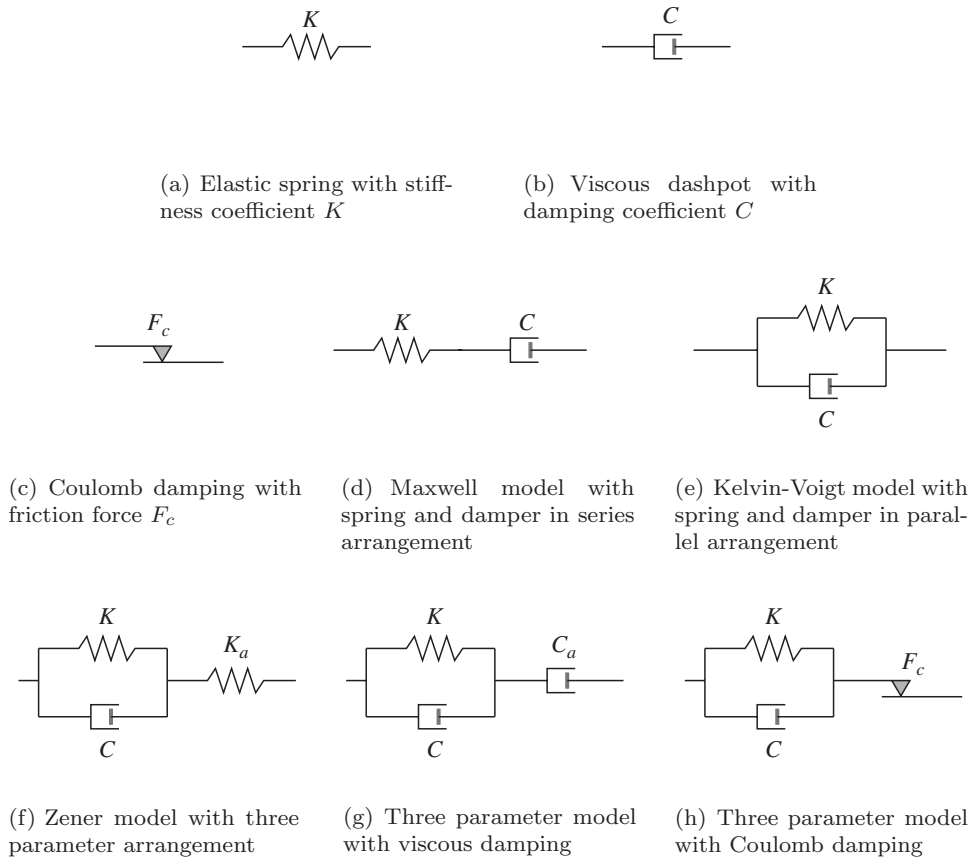 K
C
(a) Elastic spring with stiff-
ness coefficient K
(b) Viscous dashpot with
damping coefficient C
F_c
K
C
K
C
(c) Coulomb damping with
friction force F_c
(d) Maxwell model with
spring and damper in series
arrangement
(e) Kelvin-Voigt model with
spring and damper in paral-
lel arrangement
K
K_a
C
K
C_a
C
K
F_c
C
(f) Zener model with three
parameter arrangement
(g) Three parameter model
with viscous damping
(h) Three parameter model
with Coulomb damping